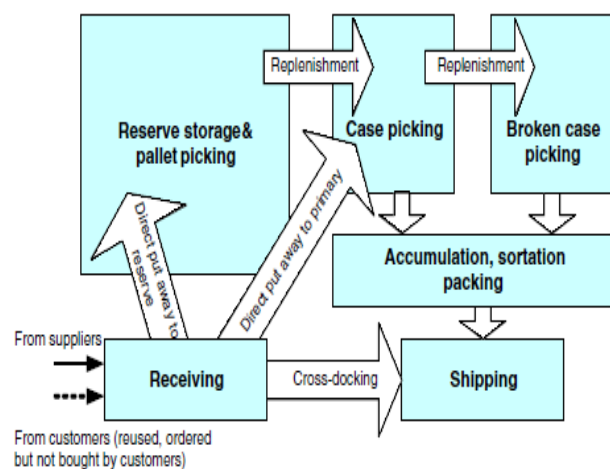 Replenishment
Replenishment
Reserve storage&
pallet picking
Case picking
Broken case
picking
Direct put away to
reserve
Direct put away to primary
Accumulation, sortation
packing
From suppliers
Receiving
Cross-docking
Shipping
From customers (reused, ordered
but not bought by customers)